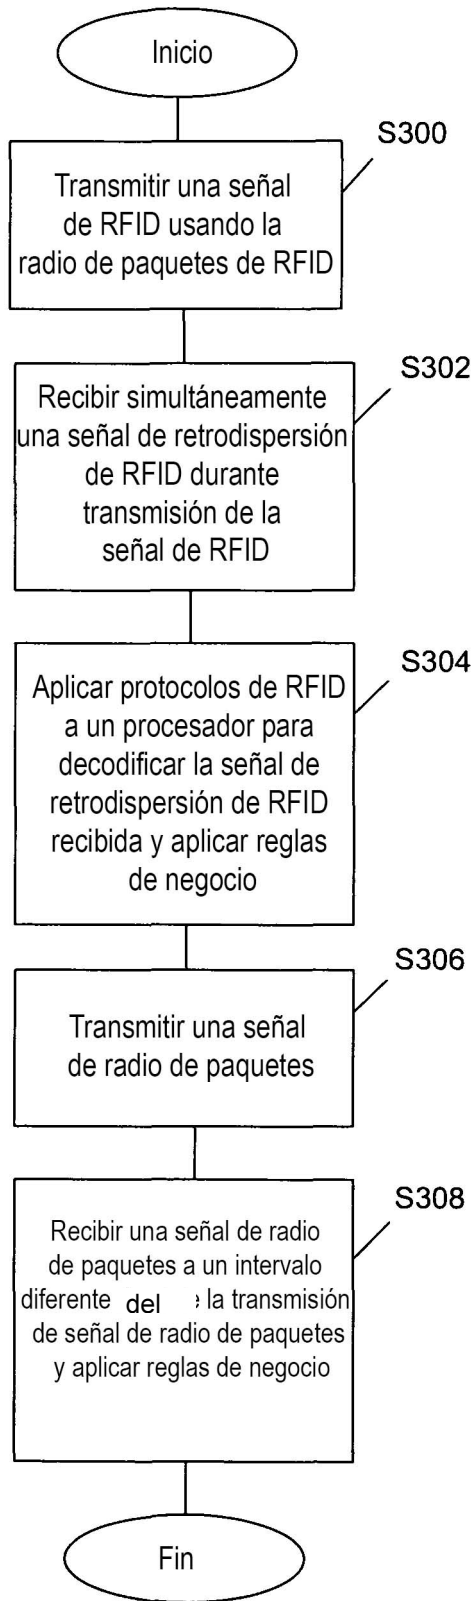 Inicio
S300
Transmitir una señal
de RFID usando la
radio de paquetes de RFID
S302
Recibir simultáneamente
una señal de retrodispersión
de RFID durante
transmisión de la
señal de RFID
S304
Aplicar protocolos de RFID
a un procesador para
decodificar la señal de
retrodispersión de RFID
recibida y aplicar reglas
de negocio
S306
Transmitir una señal
de radio de paquetes
S308
Recibir una señal de radio
de paquetes a un intervalo
diferente del la transmisión
de señal de radio de paquetes
y aplicar reglas de negocio
Fin